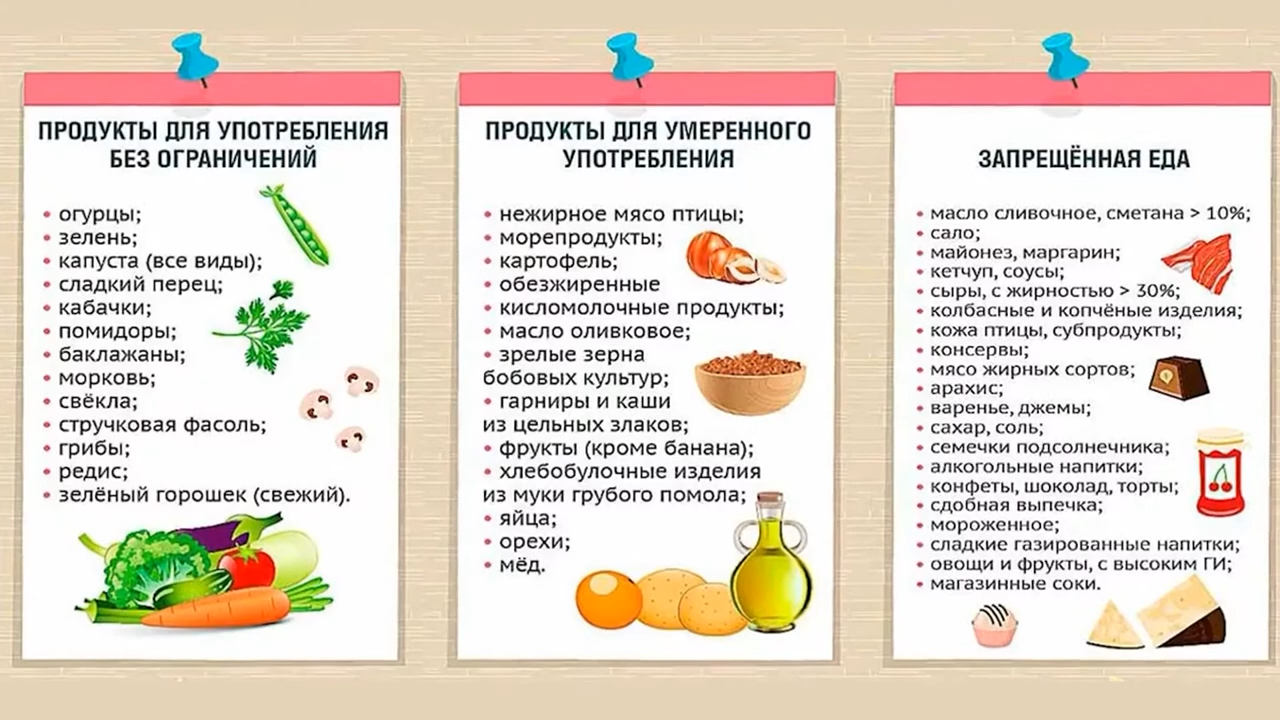 ПРОДУКТЫ ДЛЯ УПОТРЕБЛЕНИЯ
БЕЗ ОГРАНИЧЕНИЙ
• огурцы;
• зелень;
• капуста (все виды);
• сладкий перец;
• кабачки;
• помидоры;
• баклажаны;
• морковь;
• свёкла;
• стручковая фасоль;
• грибы;
• редис;
• зелёный горошек (свежий).
ПРОДУКТЫ ДЛЯ УМЕРЕННОГО
УПОТРЕБЛЕНИЯ
• нежирное мясо птицы;
• морепродукты;
• картофель;
• обезжиренные
• кисломолочные продукты;
• масло оливковое;
• зрелые зерна
бобовых культур;
• гарниры и каши
из цельных злаков;
• фрукты (кроме банана);
• хлебобулочные изделия
из муки грубого помола;
• яйца;
• орехи;
• мёд.
ЗАПРЕЩЁННАЯ ЕДА
• масло сливочное, сметана > 10%;
• сало;
• майонез, маргарин;
• кетчуп, соусы;
• сыры, с жирностью > 30%;
• колбасные и копчёные изделия;
• кожа птицы, субпродукты;
• консервы;
• мясо жирных сортов;
• арахис;
• варенье, джемы;
• сахар, соль;
• семечки подсолнечника;
• алкогольные напитки;
• конфеты, шоколад, торты;
• сдобная выпечка;
• мороженное;
• сладкие газированные напитки;
• овощи и фрукты, с высоким ГИ;
• магазинные соки.